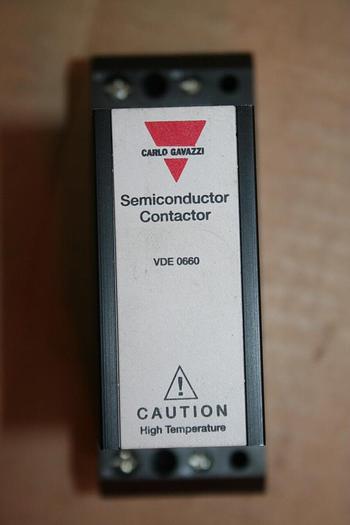 CARLO GAVAZZI
Semiconductor
Contactor
VDE 0660
!
CAUTION
High Temperature